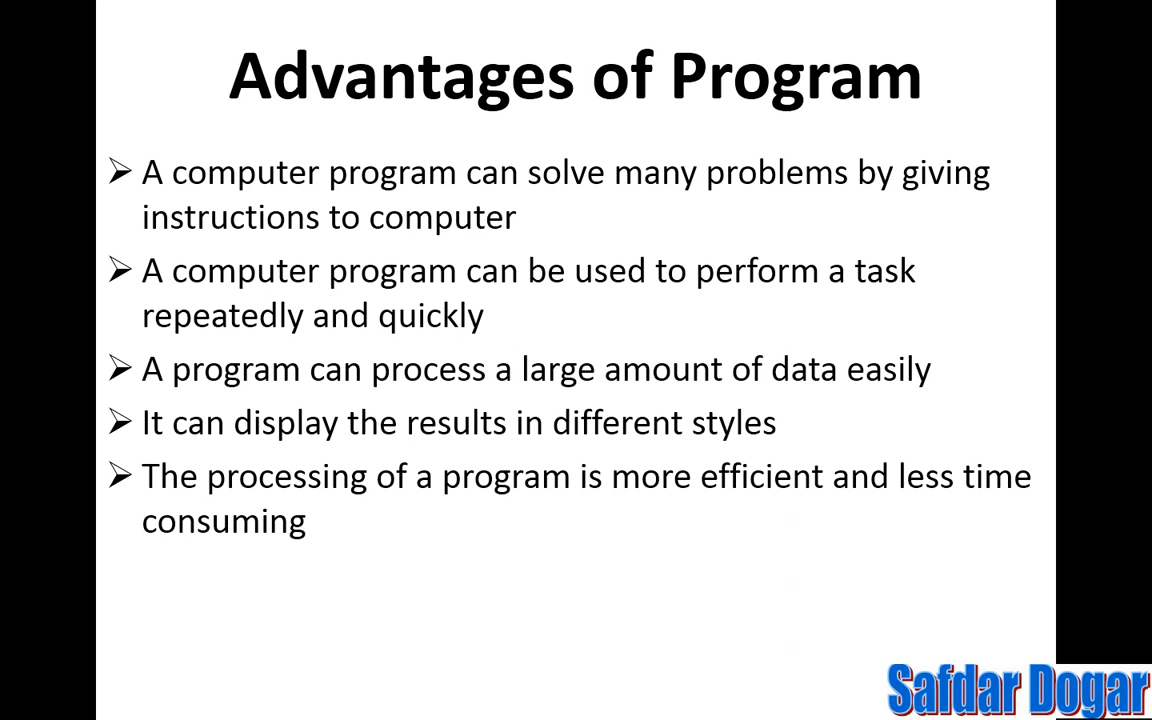 Advantages of Program
➢ A computer program can solve many problems by giving
instructions to computer
➢ A computer program can be used to perform a task
repeatedly and quickly
➢ A program can process a large amount of data easily
➢ It can display the results in different styles
➢ The processing of a program is more efficient and less time
consuming
Safdar Dogar